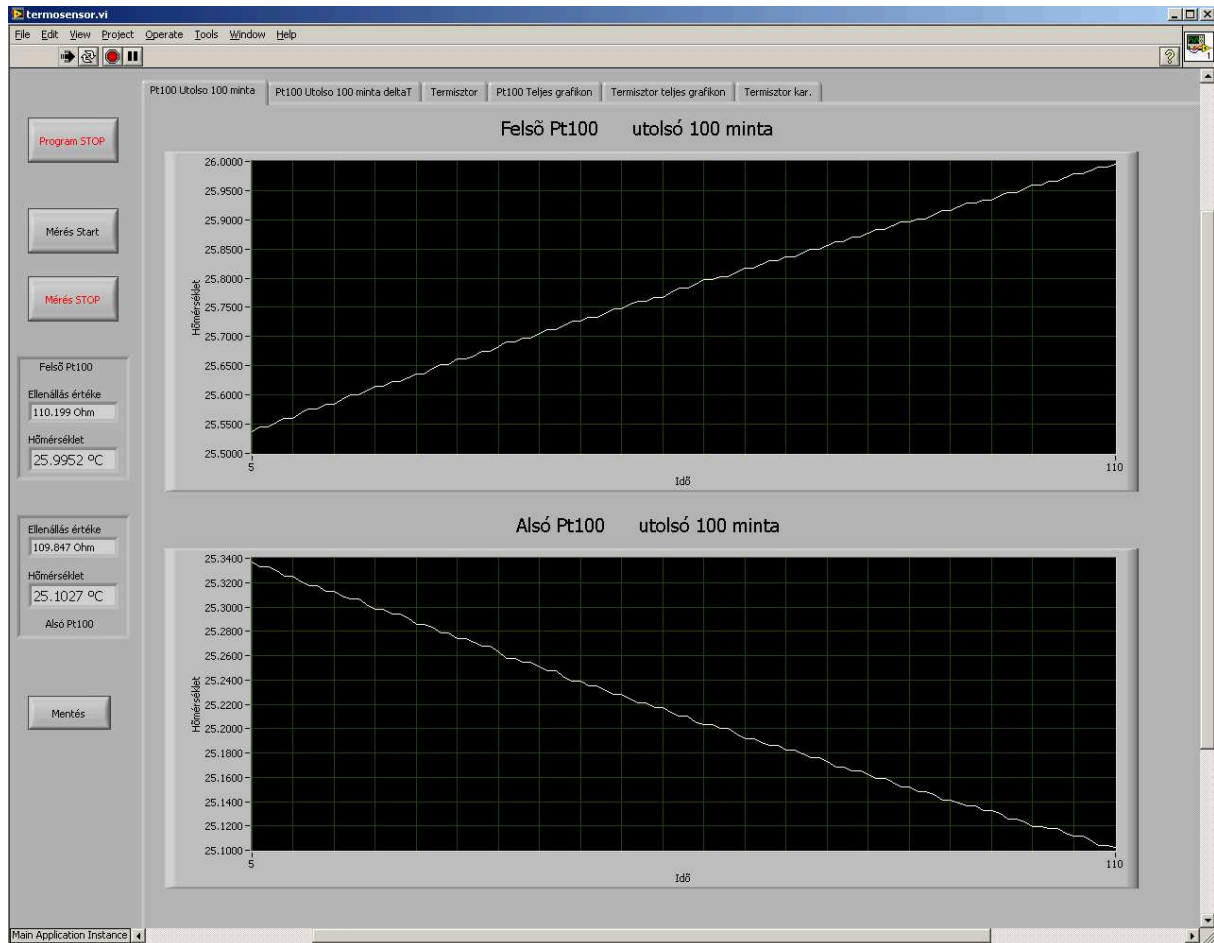 termosensor.vi
File Edit View Project Operate Tools Window Help
1
Pt100 Utolso 100 minta Pt100 Utolso 100 minta deltaT Termisztor Pt100 Teljes grafikon Termisztor teljes grafikon Termisztor kar.
Program STOP
Mérés Start
Mérés STOP
Felsõ Pt100
Ellenállás értéke
110.199 Ohm
Hõmérséklet
25.9952 ºC
Ellenállás értéke
109.847 Ohm
Hõmérséklet
25.1027 ºC
Alsó Pt100
Mentés
Felsõ Pt100 utolsó 100 minta
Hõmérséklet
26.0000
25.9500
25.9000
25.8500
25.8000
25.7500
25.7000
25.6500
25.6000
25.5500
25.5000
5 110
Idõ
Alsó Pt100 utolsó 100 minta
Hõmérséklet
25.3400
25.3200
25.3000
25.2800
25.2600
25.2400
25.2200
25.2000
25.1800
25.1600
25.1400
25.1200
25.1000
5 110
Idõ
Main Application Instance